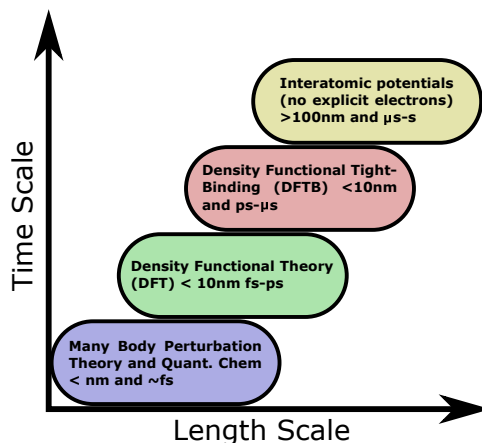 Time Scale
Interatomic potentials
(no explicit electrons)
>100nm and μs-s
Density Functional Tight-
Binding (DFTB) <10nm
and ps-μs
Density Functional Theory
(DFT) < 10nm fs-ps
Many Body Perturbation
Theory and Quant. Chem
< nm and ~fs
Length Scale